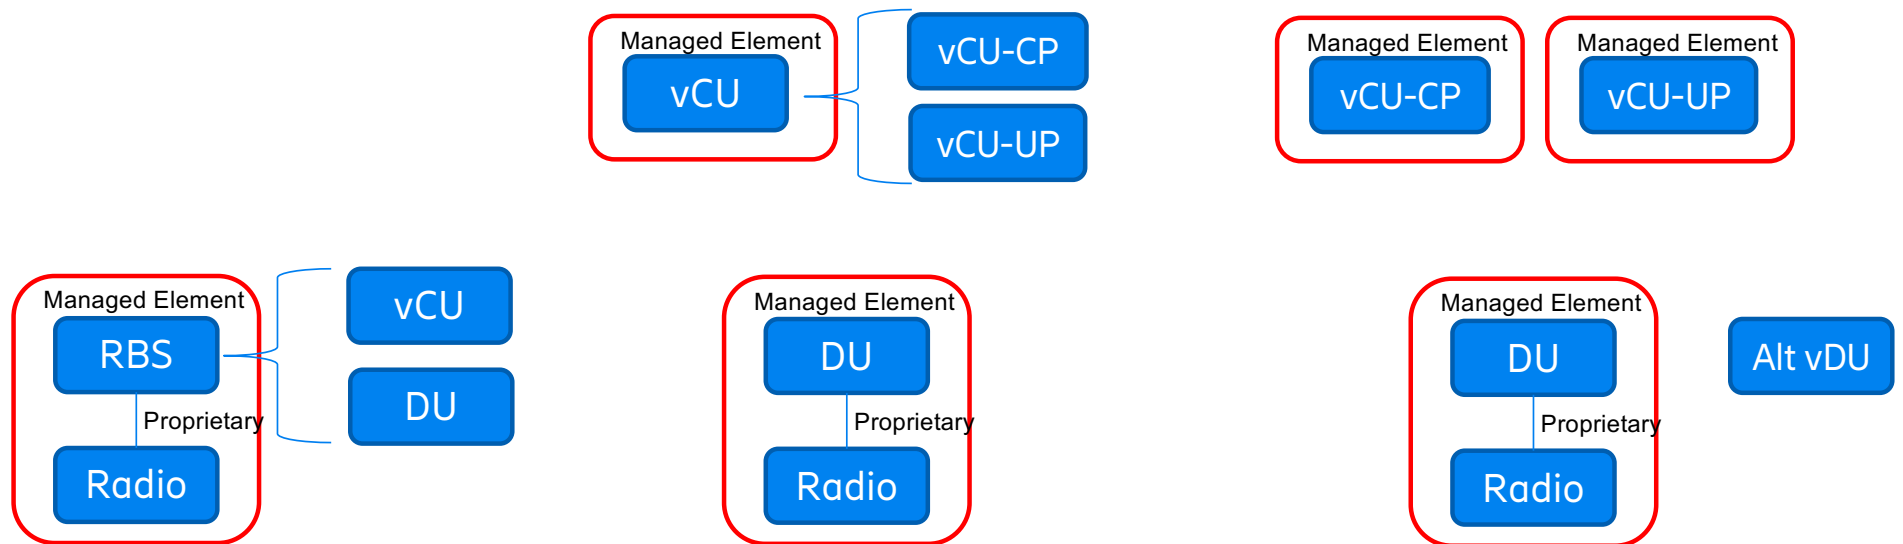 Managed Element
vCU
vCU-CP
vCU-UP
Managed Element
vCU-CP
Managed Element
vCU-UP
Managed Element
RBS
Proprietary
Radio
vCU
DU
Managed Element
DU
Proprietary
Radio
Managed Element
DU
Proprietary
Radio
Alt vDU